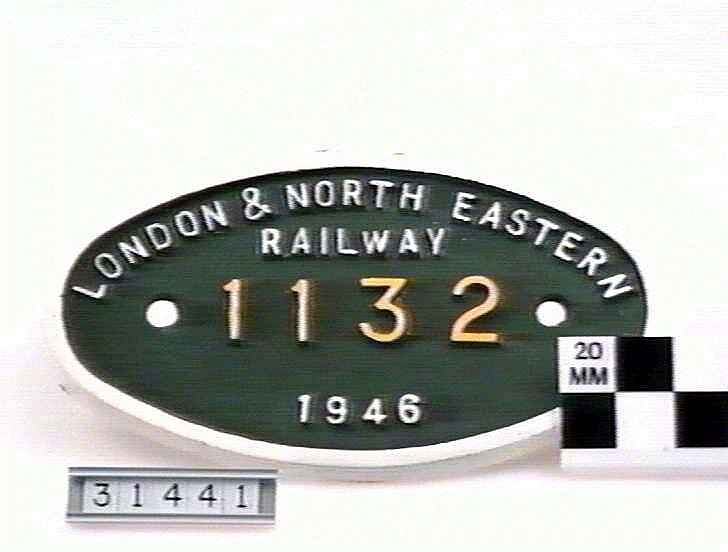 LONDON & NORTH EASTERN
RAILWAY
1132
1946
20
MM
31441